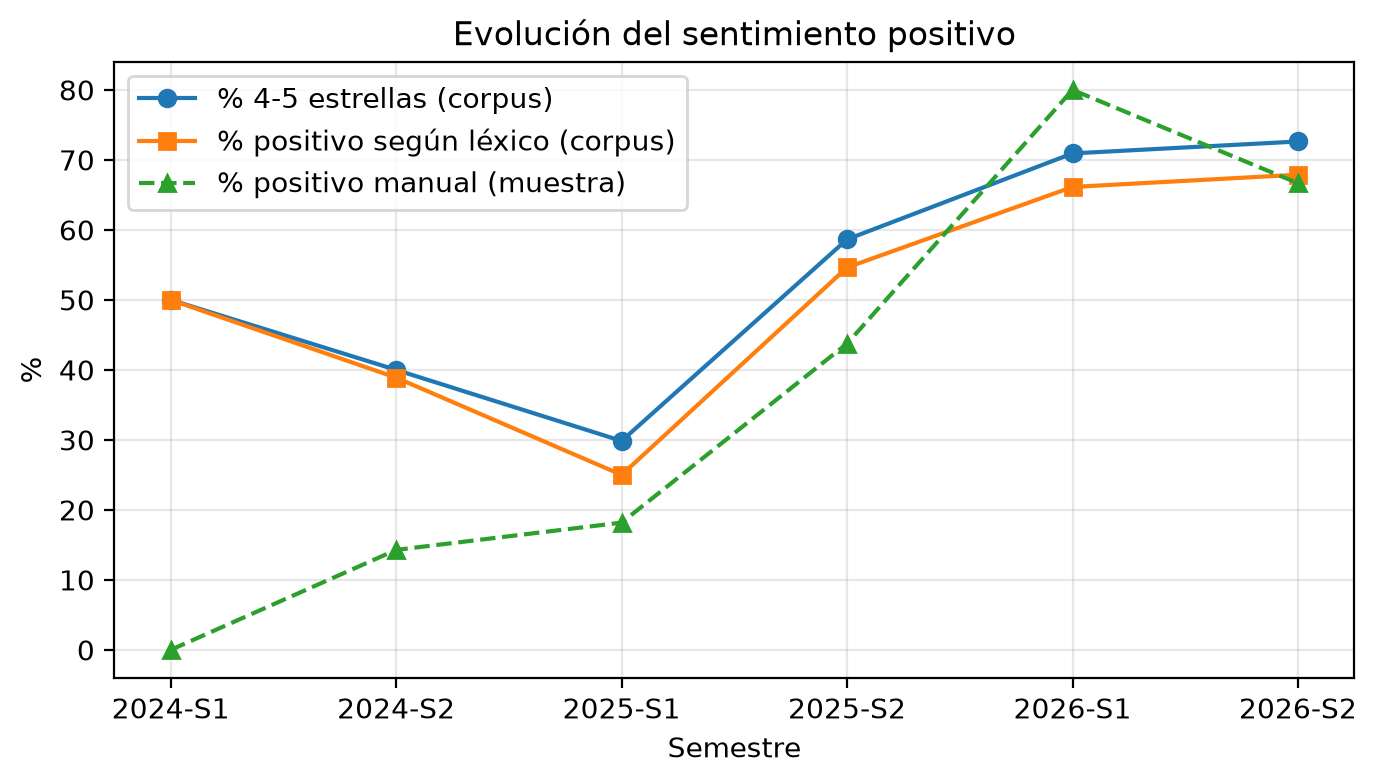 Evolución del sentimiento positivo
% 4-5 estrellas (corpus)
% positivo según léxico (corpus)
% positivo manual (muestra)
%
80
70
60
50
40
30
20
10
0
2024-S1 2024-S2 2025-S1 2025-S2 2026-S1 2026-S2
Semestre